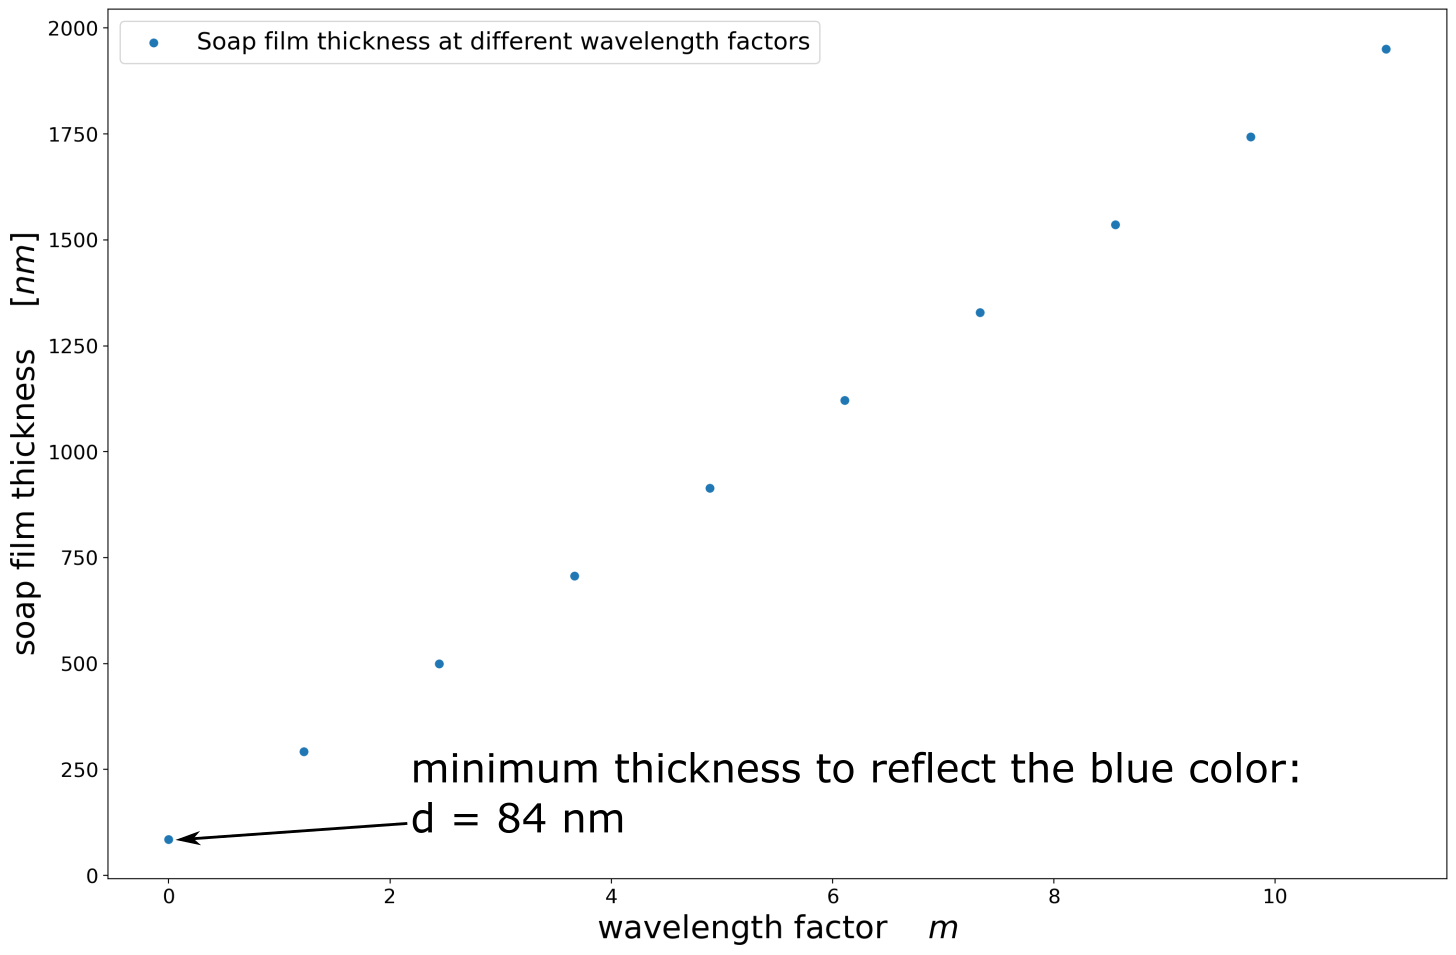 Soap film thickness at different wavelength factors
2000
1750
1500
1250
1000
750
500
250
0
soap film thickness [nm]
minimum thickness to reflect the blue color:
d = 84 nm
0 2 4 6 8 10
wavelength factor m